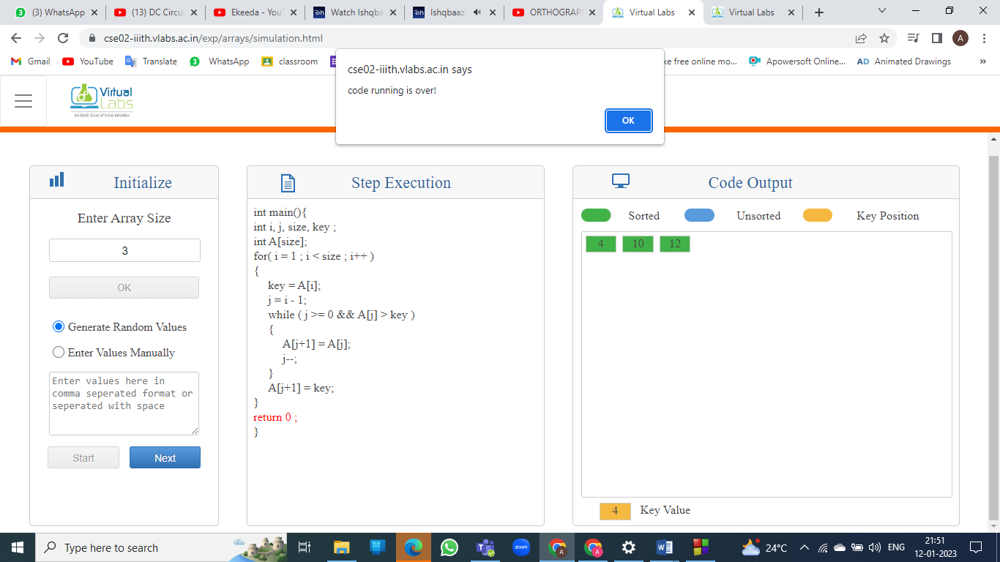 (3) WhatsApp
(13) DC Circu
Ekeeda - You
Watch Ishqba
Ishqbaaz
ORTHOGRAP
Virtual Labs
Virtual Labs
cse02-iiith.vlabs.ac.in/exp/arrays/simulation.html
A
Gmail
YouTube
Translate
3
WhatsApp
classroom
ke free online mo...
Apowersoft Online...
AD Animated Drawings
»
cse02-iiith.vlabs.ac.in says
code running is over!
OK
Virtual
Labs
An MoE Govt of India Initiative
Initialize
Enter Array Size
3
OK
Generate Random Values
Enter Values Manually
Enter values here in
comma seperated format or
seperated with space
Start
Next
Step Execution
int main(){
int i, j, size, key ;
int A[size];
for( i = 1 ; i < size ; i++ )
{
key = A[i];
j = i - 1;
while ( j >= 0 && A[j] > key )
{
A[j+1] = A[j];
j--;
}
A[j+1] = key;
}
return 0 ;
}
Code Output
Sorted
Unsorted
Key Position
4 10 12
4 Key Value
Type here to search
zoom
24°C
ENG
21:51
12-01-2023